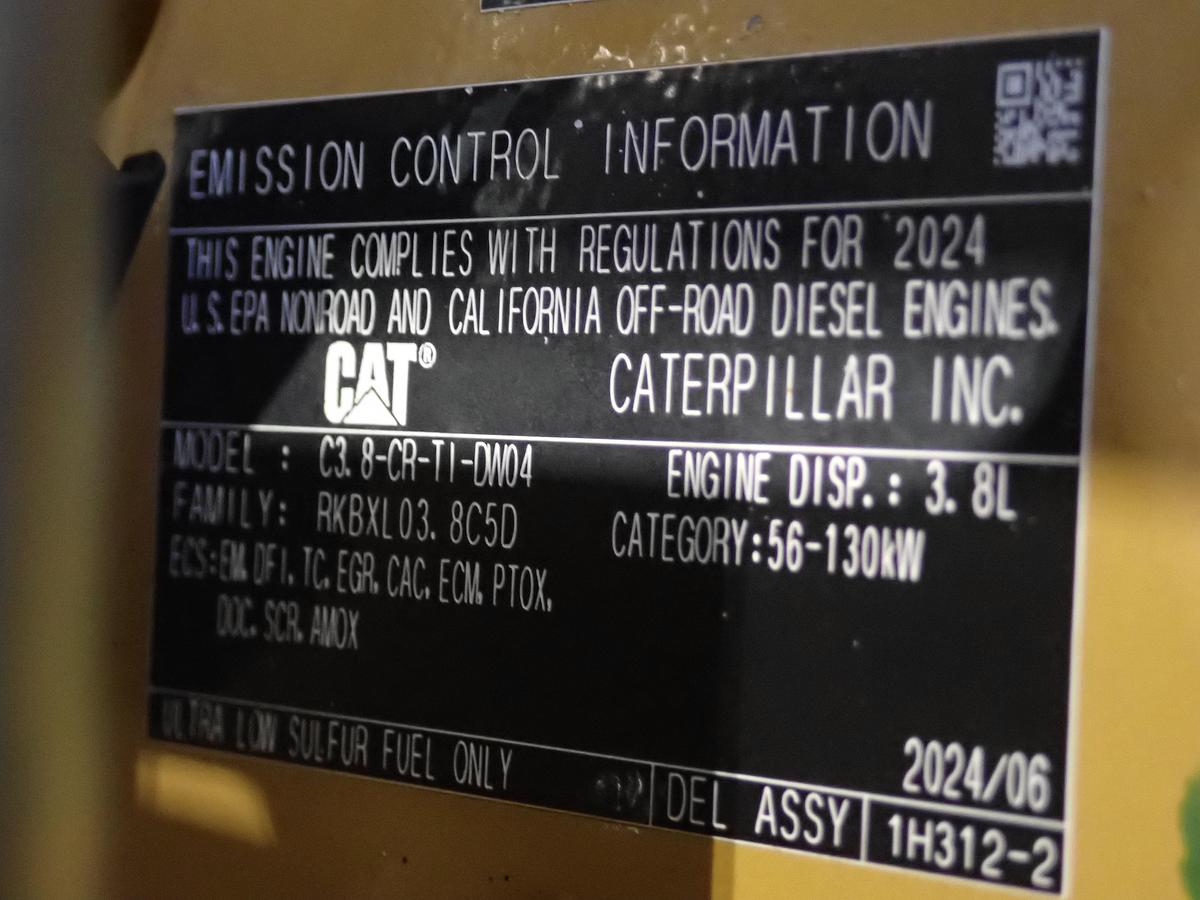 EMISSION CONTROL INFORMATION
THIS ENGINE COMPLIES WITH REGULATIONS FOR 2024
U.S.EPA NONROAD AND CALIFORNIA OFF-ROAD DIESEL ENGINES.
CAT® CATERPILLAR INC.
MODEL : C3.8-CR-TI-DW04 ENGINE DISP.: 3.8L
FAMILY: RKBXL03.8C5D CATEGORY:56-130kW
ECS:EM, DFI, TC, EGR, CAC, ECM, PTOX,
DOC, SCR, AMOX
2024/06
ULTRA LOW SULFUR FUEL ONLY DEL ASSY 1H312-2